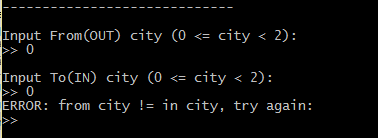 -----------------------------
Input From(OUT) city (0 <= city < 2):
>> 0
Input To(IN) city (0 <= city < 2):
>> 0
ERROR: from city != in city, try again:
>>